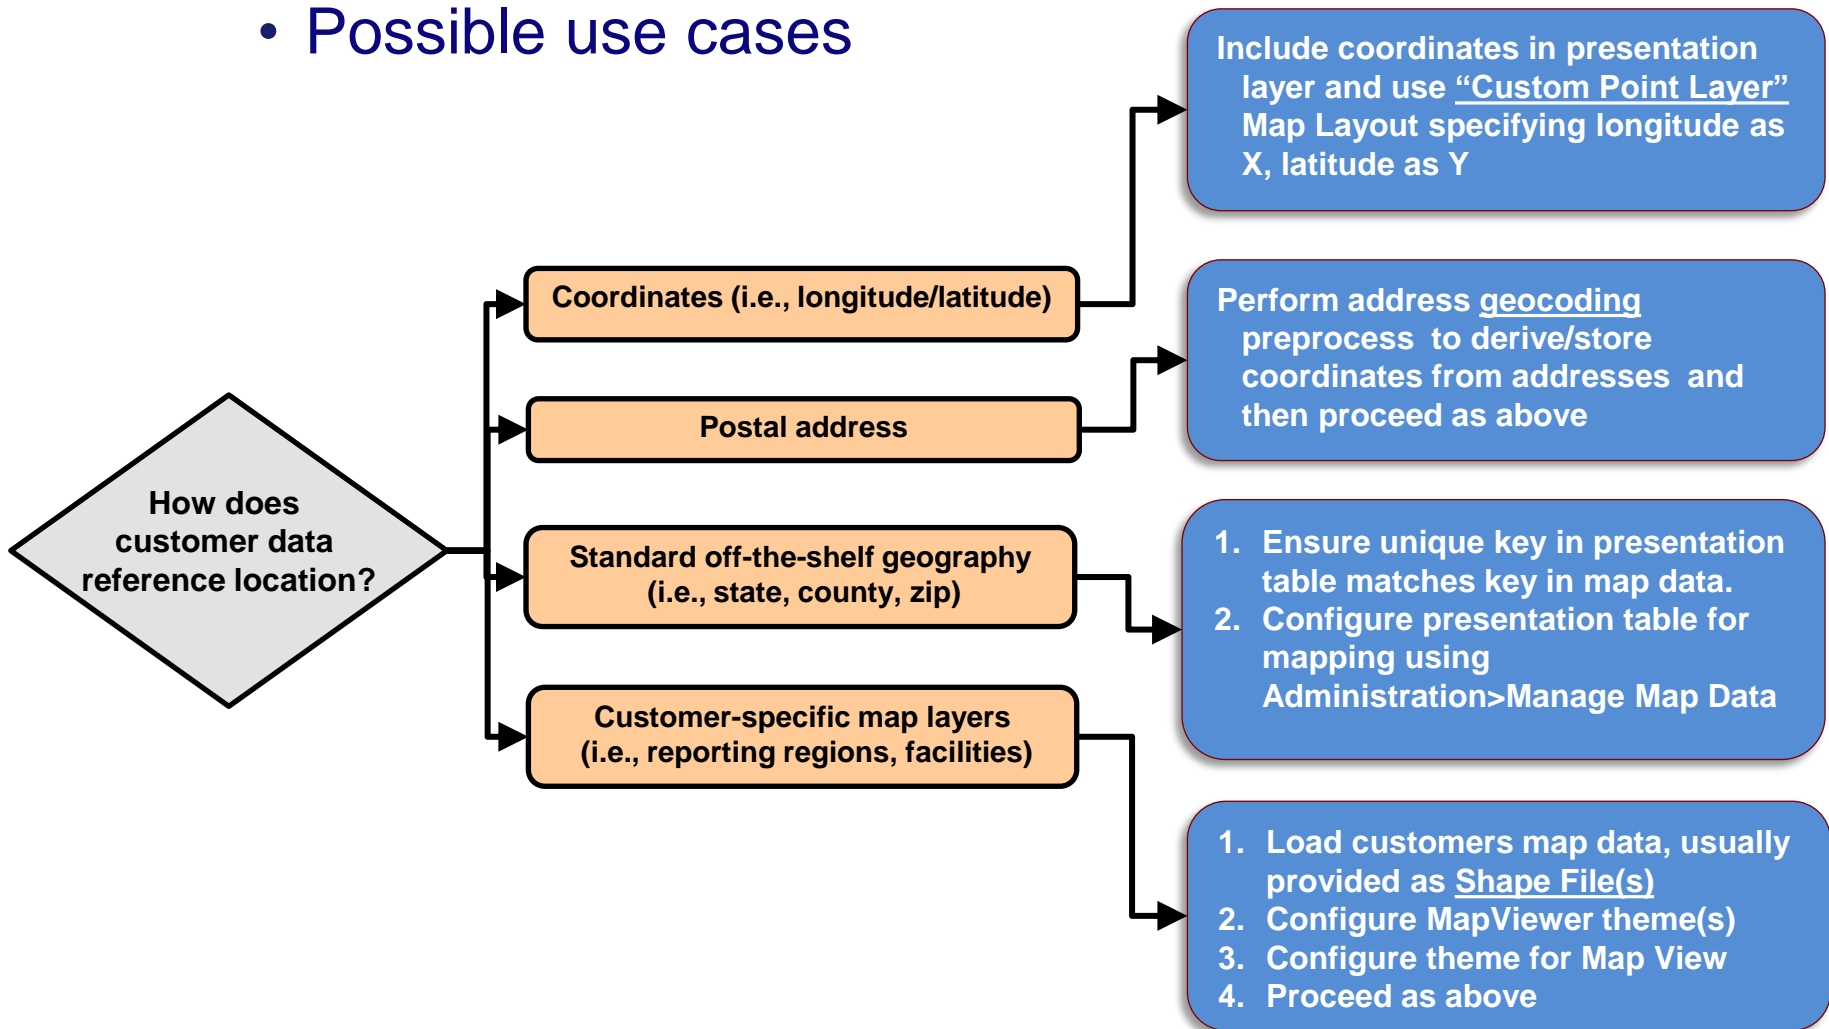 • Possible use cases
How does
customer data
reference location?
Coordinates (i.e., longitude/latitude)
Postal address
Standard off-the-shelf geography
(i.e., state, county, zip)
Customer-specific map layers
(i.e., reporting regions, facilities)
Include coordinates in presentation
layer and use “Custom Point Layer”
Map Layout specifying longitude as
X, latitude as Y
Perform address geocoding
preprocess to derive/store
coordinates from addresses and
then proceed as above
1. Ensure unique key in presentation
table matches key in map data.
2. Configure presentation table for
mapping using
Administration>Manage Map Data
1. Load customers map data, usually
provided as Shape File(s)
2. Configure MapViewer theme(s)
3. Configure theme for Map View
4. Proceed as above